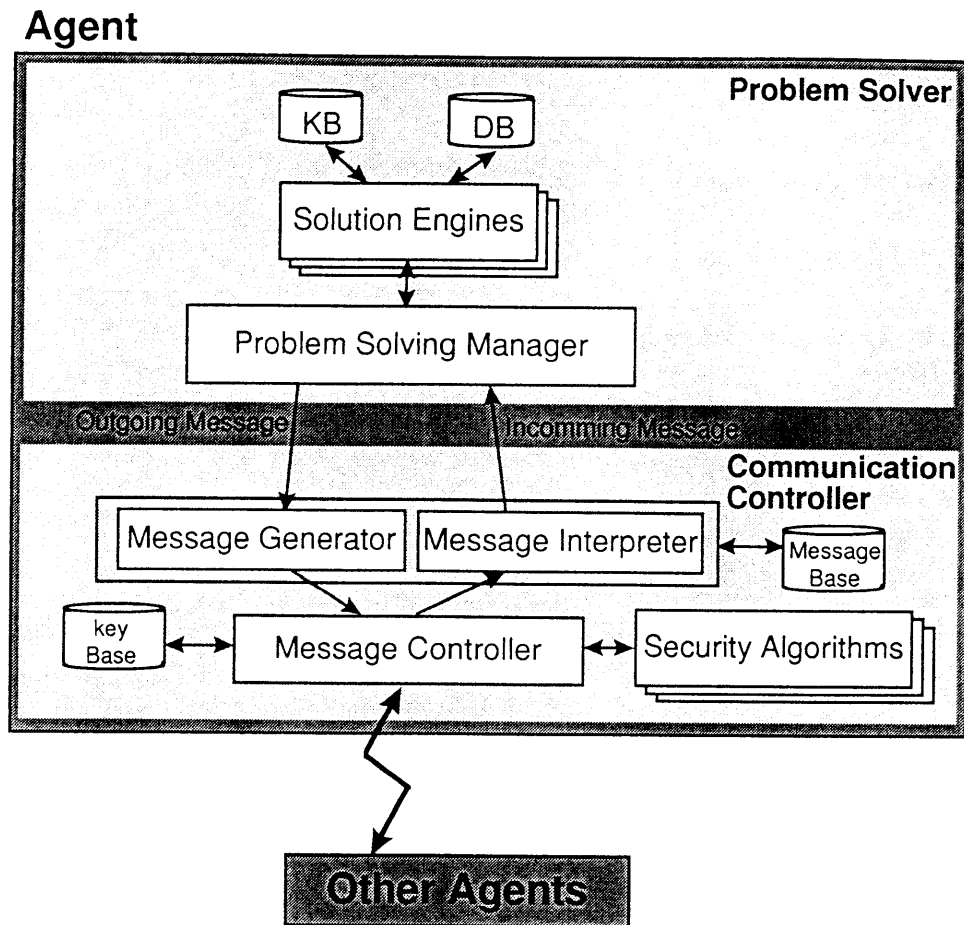 Agent
Problem Solver
KB
DB
Solution Engines
Problem Solving Manager
Outgoing Message
Incomming Message
Communication
Controller
Message Generator
Message Interpreter
Message
Base
key
Base
Message Controller
Security Algorithms
Other Agents